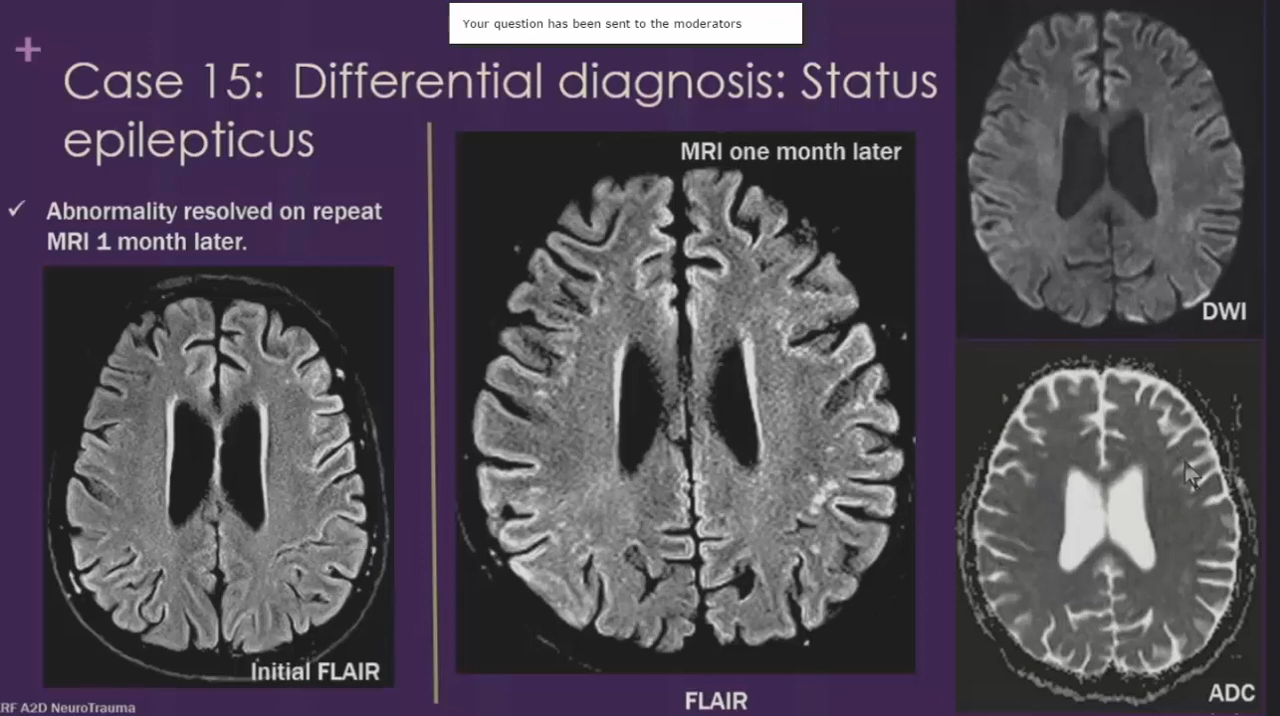 Your question has been sent to the moderators
+
Case 15: Differential diagnosis: Status
epilepticus
✓ Abnormality resolved on repeat
MRI 1 month later.
Initial FLAIR
MRI one month later
FLAIR
DWI
ADC
RF A2D NeuroTrauma